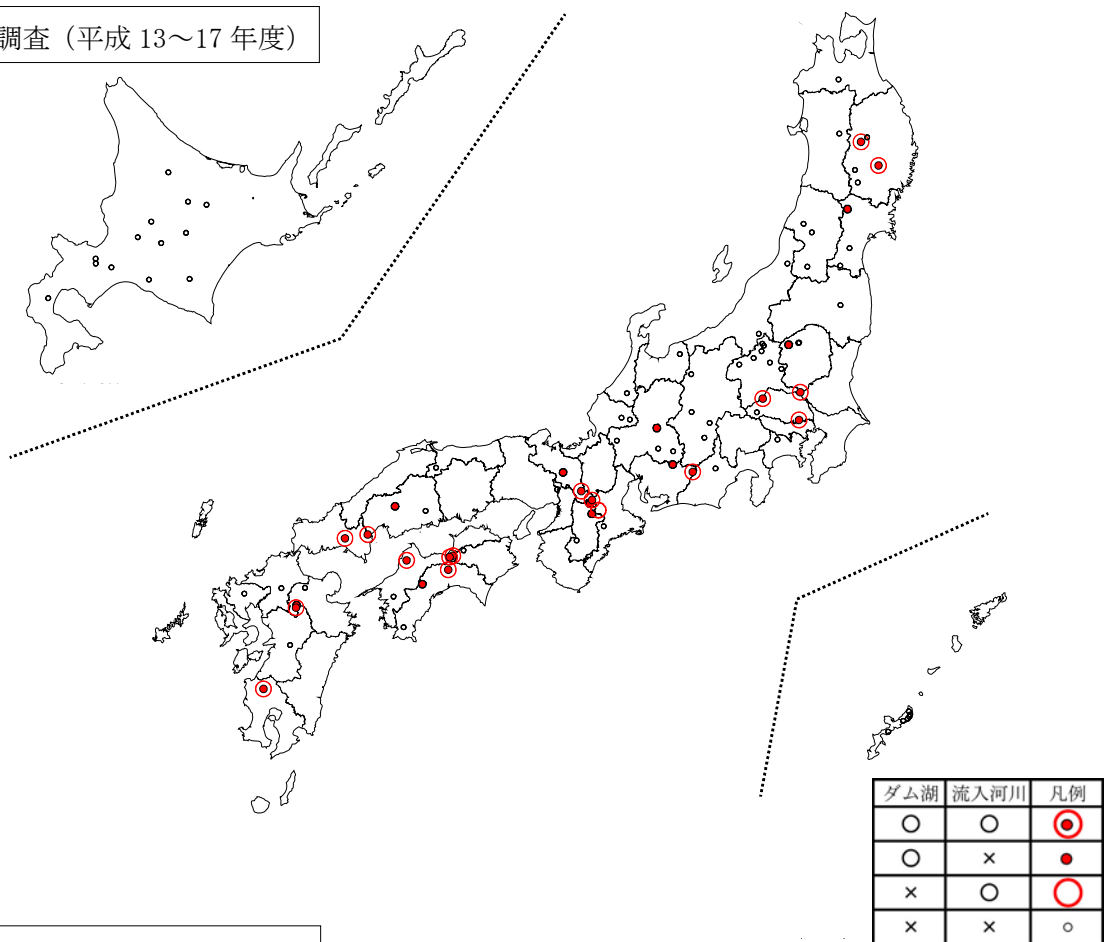 調査（平成 13～17 年度）
ダム湖 流入河川 凡例
○ ○
○ ×
× ○
× ×